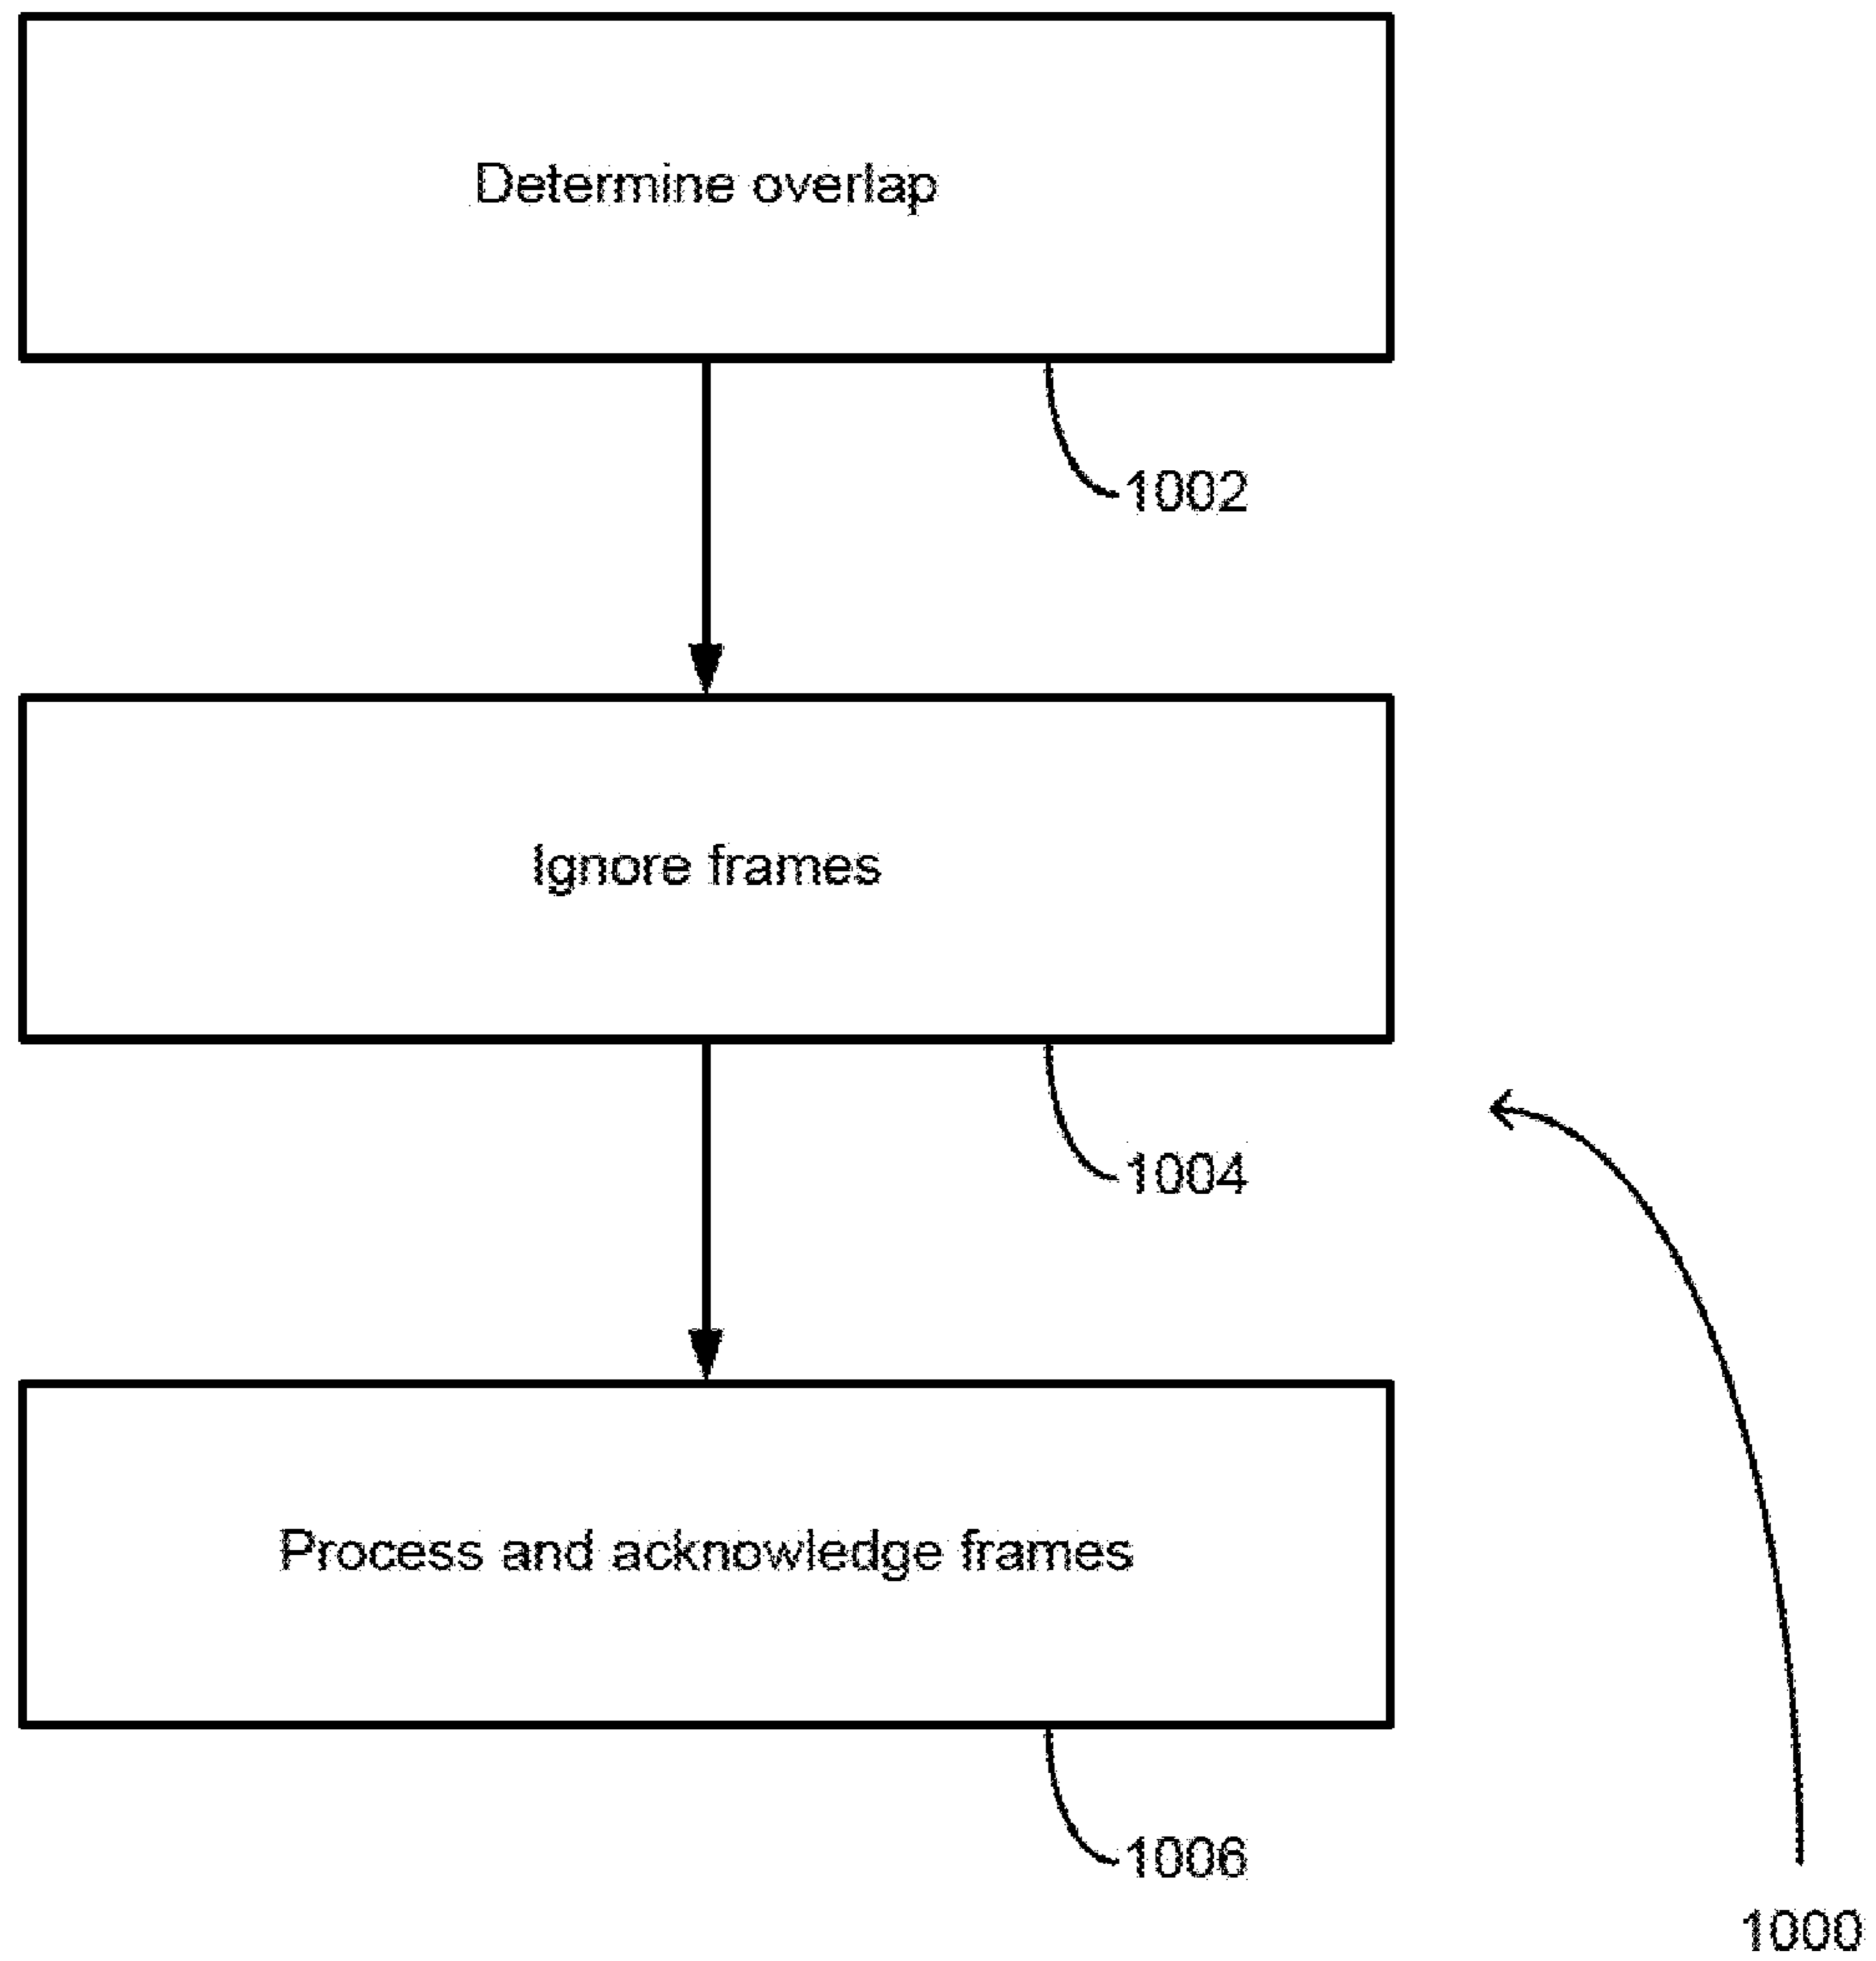 Determine overlap
1002
Ignore frames
1004
Process and acknowledge frames
1006
1000